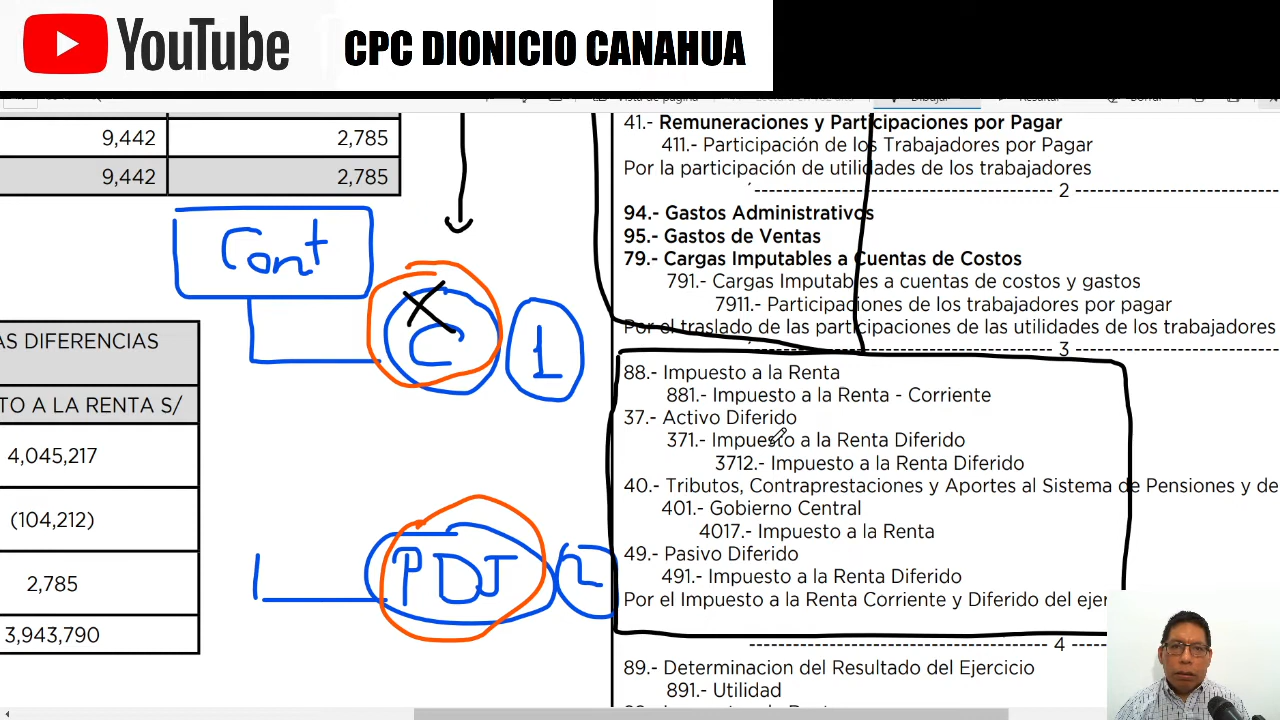 YouTube CPC DIONICIO CANAHUA
9,442 2,785
9,442 2,785
Cont
C 1
AS DIFERENCIAS
TO A LA RENTA S/
4,045,217
(104,212)
2,785
3,943,790
PDJ 2
41.- Remuneraciones y Participaciones por Pagar
411.- Participación de los Trabajadores por Pagar
Por la participación de utilidades de los trabajadores
2
94.- Gastos Administrativos
95.- Gastos de Ventas
79.- Cargas Imputables a Cuentas de Costos
791.- Cargas Imputables a cuentas de costos y gastos
7911.- Participaciones de los trabajadores por pagar
Por el traslado de las participaciones de las utilidades de los trabajadores
3
88.- Impuesto a la Renta
881.- Impuesto a la Renta - Corriente
37.- Activo Diferido
371.- Impuesto a la Renta Diferido
3712.- Impuesto a la Renta Diferido
40.- Tributos, Contraprestaciones y Aportes al Sistema de Pensiones y de
401.- Gobierno Central
4017.- Impuesto a la Renta
49.- Pasivo Diferido
491.- Impuesto a la Renta Diferido
Por el Impuesto a la Renta Corriente y Diferido del ejer
4
89.- Determinacion del Resultado del Ejercicio
891.- Utilidad